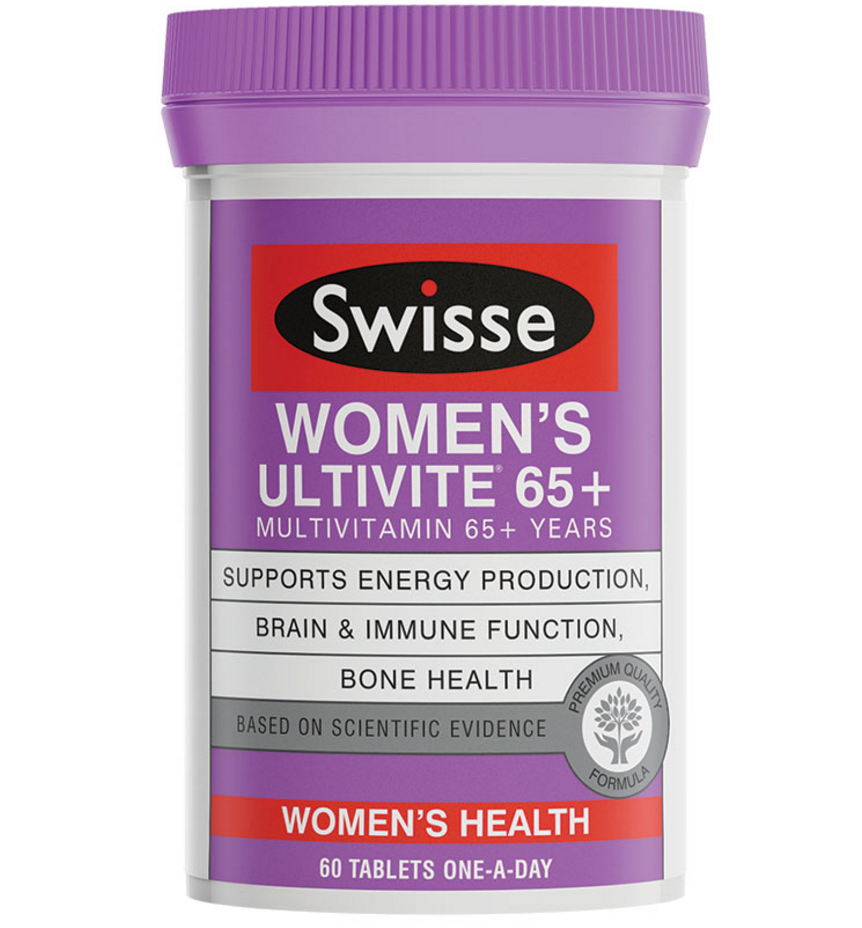 Swisse
WOMEN'S
ULTIVITE® 65+
MULTIVITAMIN 65+ YEARS
SUPPORTS ENERGY PRODUCTION,
BRAIN & IMMUNE FUNCTION,
BONE HEALTH
BASED ON SCIENTIFIC EVIDENCE
PREMIUM QUALITY
FORMULA
WOMEN'S HEALTH
60 TABLETS ONE-A-DAY